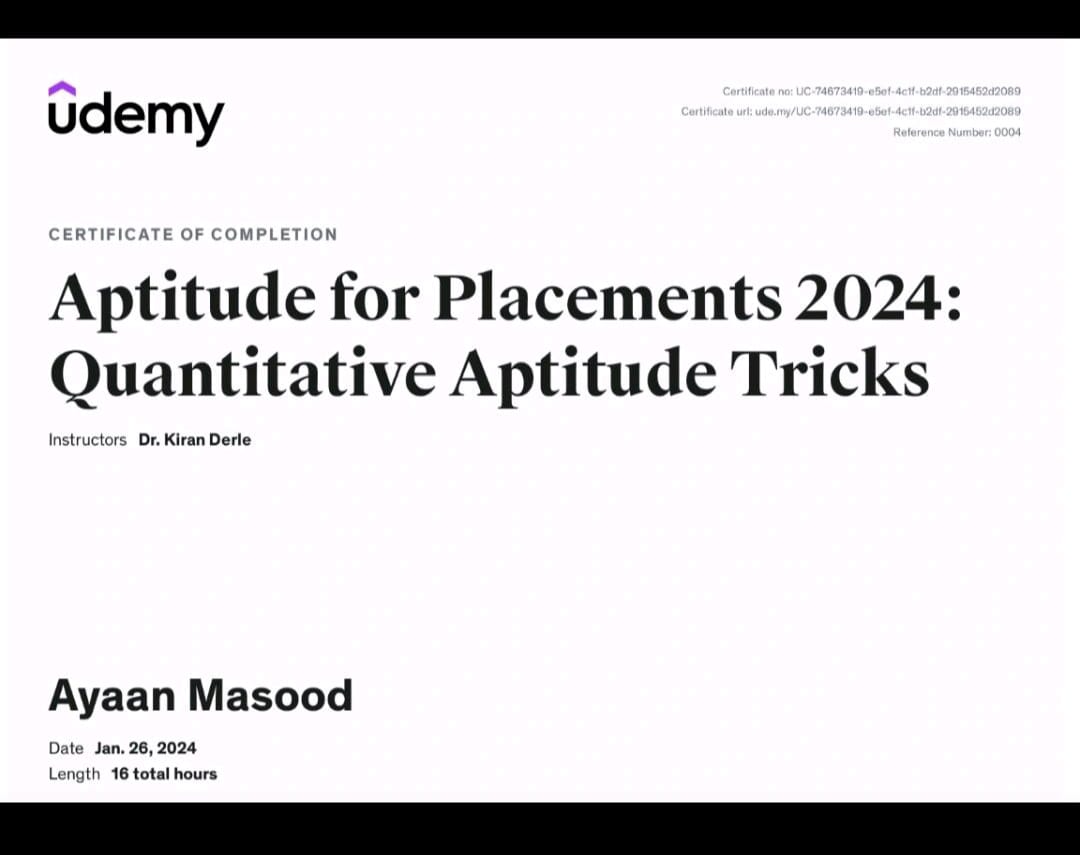 udemy
Certificate no: UC-74673419-e5ef-4c1f-b2df-2915452d2089
Certificate url: ude.my/UC-74673419-e5ef-4c1f-b2df-2915452d2089
Reference Number: 0004
CERTIFICATE OF COMPLETION
Aptitude for Placements 2024:
Quantitative Aptitude Tricks
Instructors Dr. Kiran Derle
Ayaan Masood
Date Jan. 26, 2024
Length 16 total hours